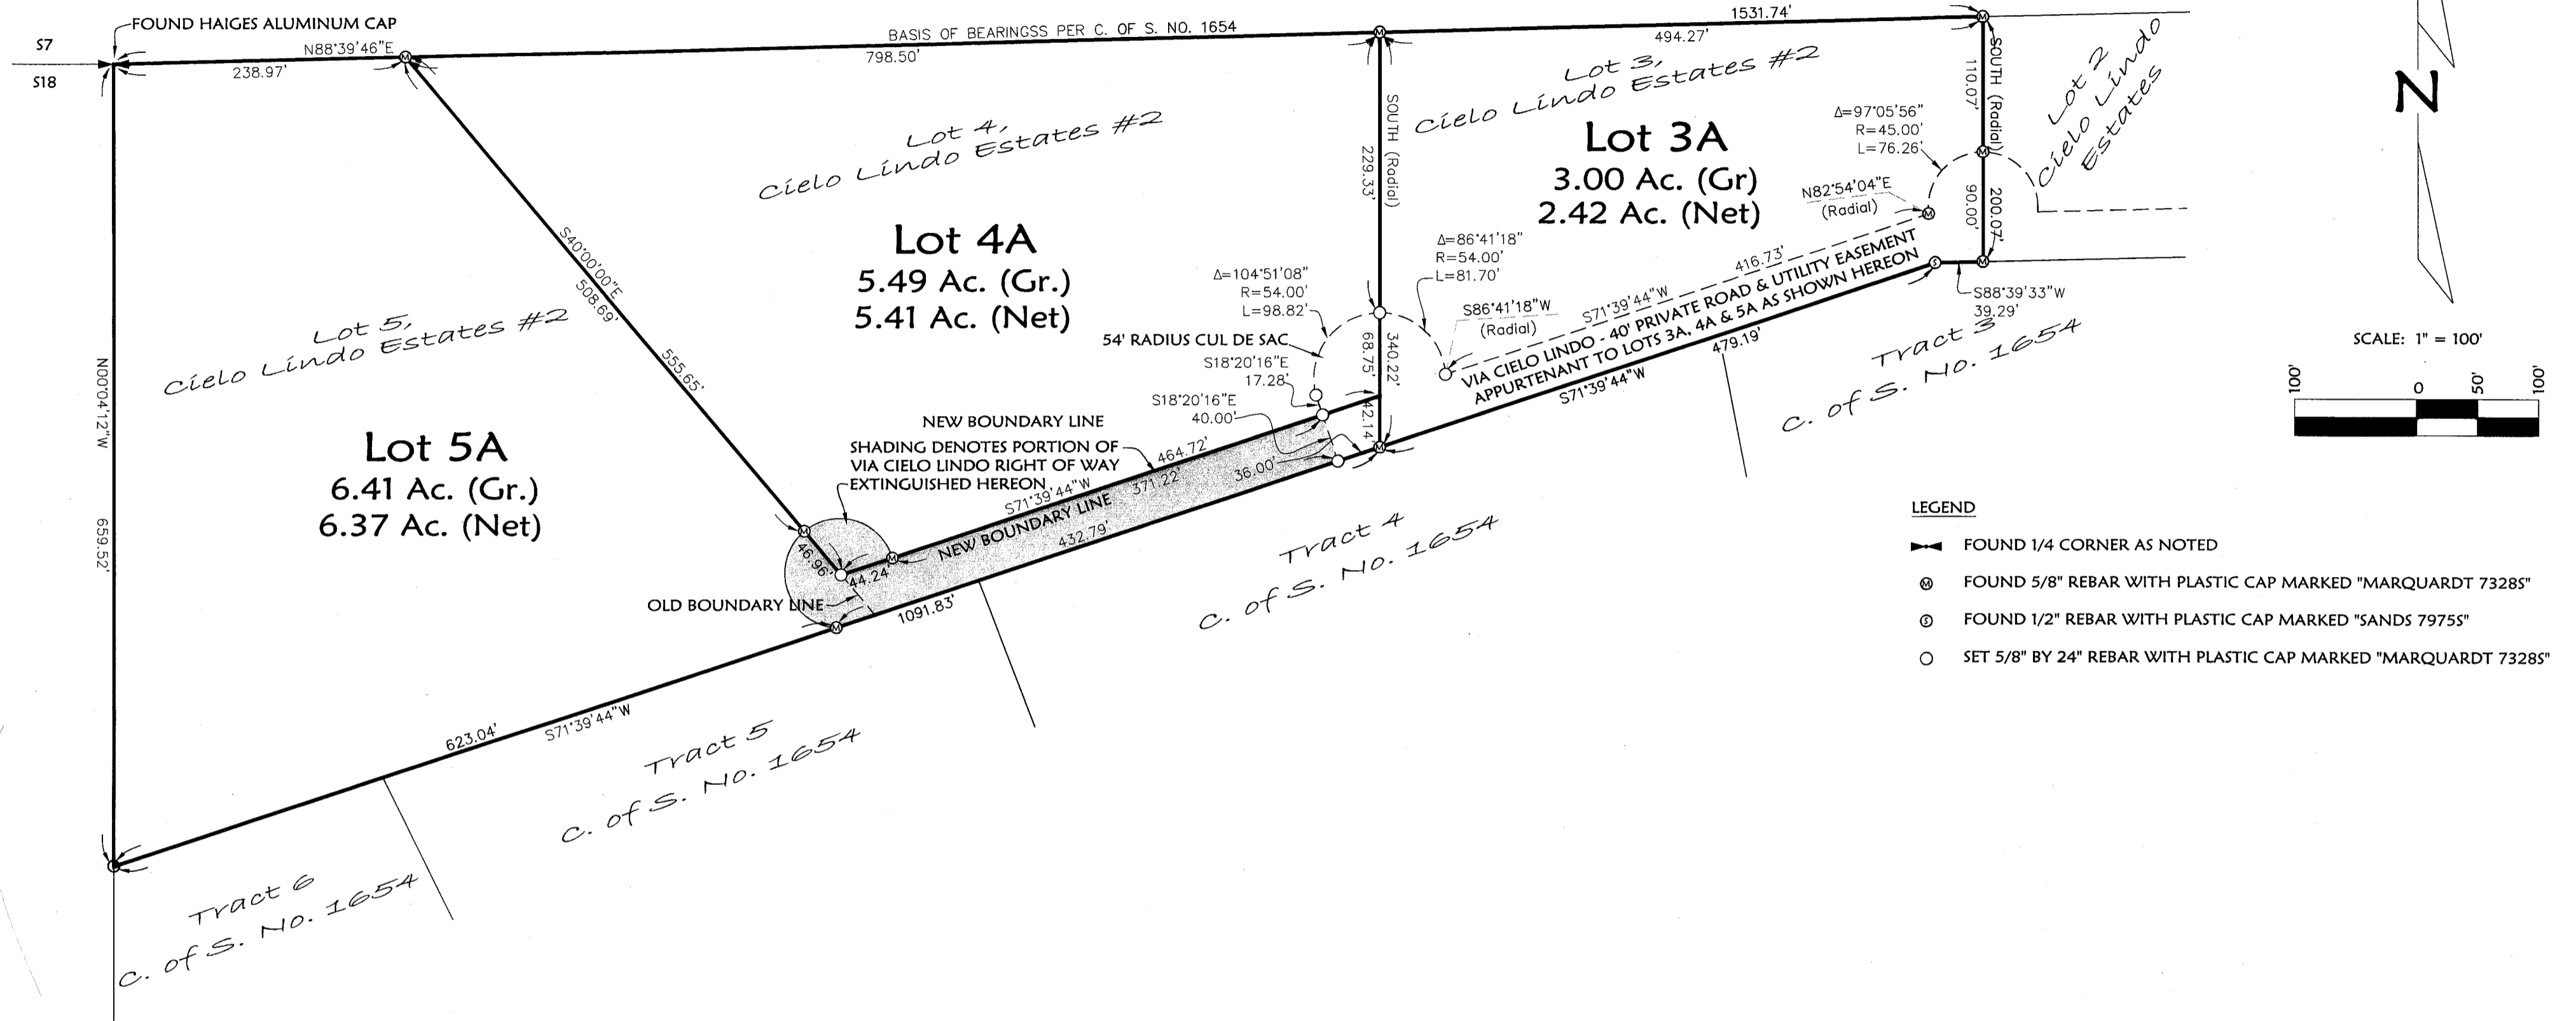 FOUND HAIGES ALUMINUM CAP
S7
S18
N88°39'46"E
238.97'
BASIS OF BEARINGSS PER C. OF S. NO. 1654
798.50'
1531.74'
494.27'
Lot 3,
Cielo Lindo Estates #2
Lot 4,
Cielo Lindo Estates #2
Lot 5,
Cielo Lindo Estates #2
Lot 2
Cielo Lindo
Estates
SOUTH (Radial)
110.07'
200.07'
90.00'
SOUTH (Radial)
229.33'
Lot 3A
3.00 Ac. (Gr)
2.42 Ac. (Net)
Δ=97°05'56"
R=45.00'
L=76.26'
N82°54'04"E
(Radial)
Lot 4A
5.49 Ac. (Gr.)
5.41 Ac. (Net)
Δ=86°41'18"
R=54.00'
L=81.70'
Δ=104°51'08"
R=54.00'
L=98.82'
S86°41'18"W
(Radial)
416.73'
S71°39'44"W
VIA CIELO LINDO - 40' PRIVATE ROAD & UTILITY EASEMENT
APPURTENANT TO LOTS 3A, 4A & 5A AS SHOWN HEREON
S88°39'33"W
39.29'
479.19'
S71°39'44"W
Tract 3
C. of S. No. 1654
54' RADIUS CUL DE SAC
S18°20'16"E
17.28'
S18°20'16"E
40.00'
340.22'
68.75'
42.14'
S40°00'00"E
508.69'
555.65'
N00°04'12"W
659.52'
Lot 5A
6.41 Ac. (Gr.)
6.37 Ac. (Net)
NEW BOUNDARY LINE
SHADING DENOTES PORTION OF
VIA CIELO LINDO RIGHT OF WAY
EXTINGUISHED HEREON
464.72'
S71°39'44"W
371.22'
36.00'
NEW BOUNDARY LINE
432.79'
46.96'
44.24'
OLD BOUNDARY LINE
1091.83'
Tract 4
C. of S. No. 1654
623.04'
S71°39'44"W
Tract 5
C. of S. No. 1654
Tract 6
C. of S. No. 1654
N
SCALE: 1" = 100'
100'
0
50'
100'
LEGEND
FOUND 1/4 CORNER AS NOTED
M FOUND 5/8" REBAR WITH PLASTIC CAP MARKED "MARQUARDT 7328S"
S FOUND 1/2" REBAR WITH PLASTIC CAP MARKED "SANDS 7975S"
SET 5/8" BY 24" REBAR WITH PLASTIC CAP MARKED "MARQUARDT 7328S"